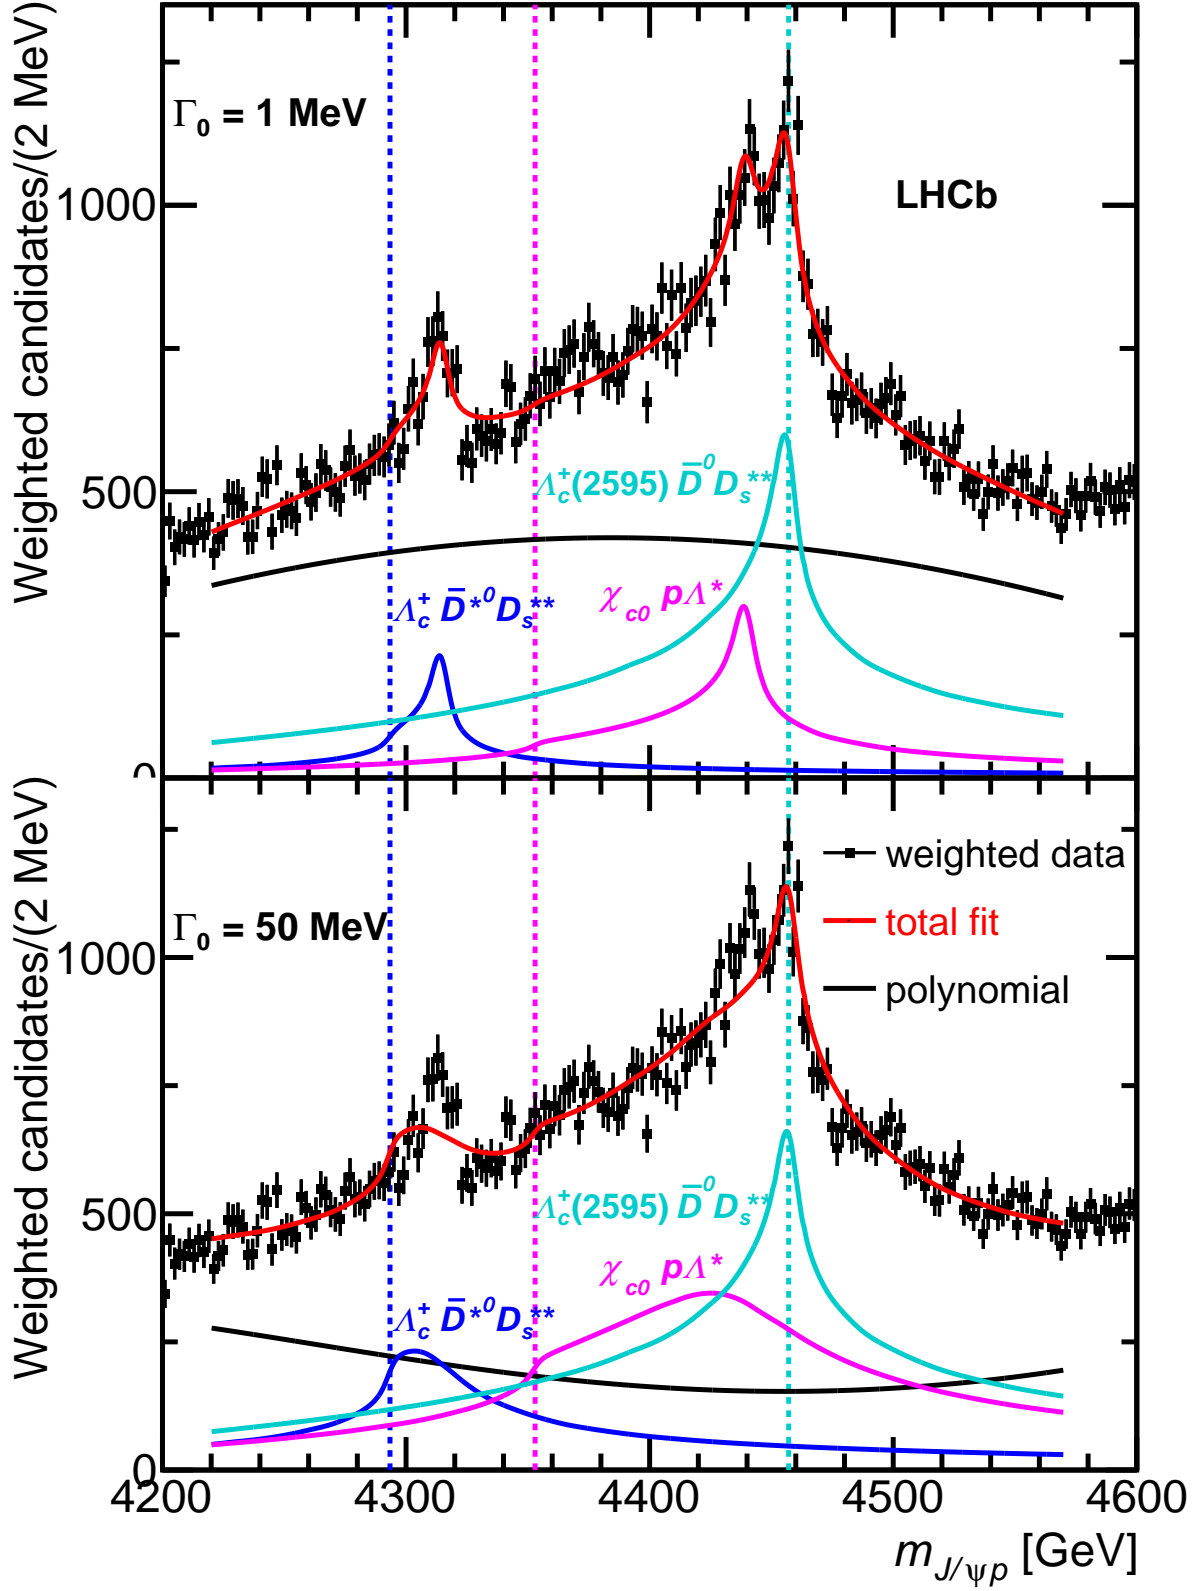 Weighted candidates/(2 MeV)
Γ₀ = 1 MeV
LHCb
1000
500
0
Λc⁺(2595) D̅⁰Ds**
χc0 pΛ*
Λc⁺ D̅*⁰Ds**
Weighted candidates/(2 MeV)
Γ₀ = 50 MeV
weighted data
total fit
polynomial
1000
500
0
Λc⁺(2595) D̅⁰Ds**
χc0 pΛ*
Λc⁺ D̅*⁰Ds**
4200 4300 4400 4500 4600
mJ/ψp [GeV]